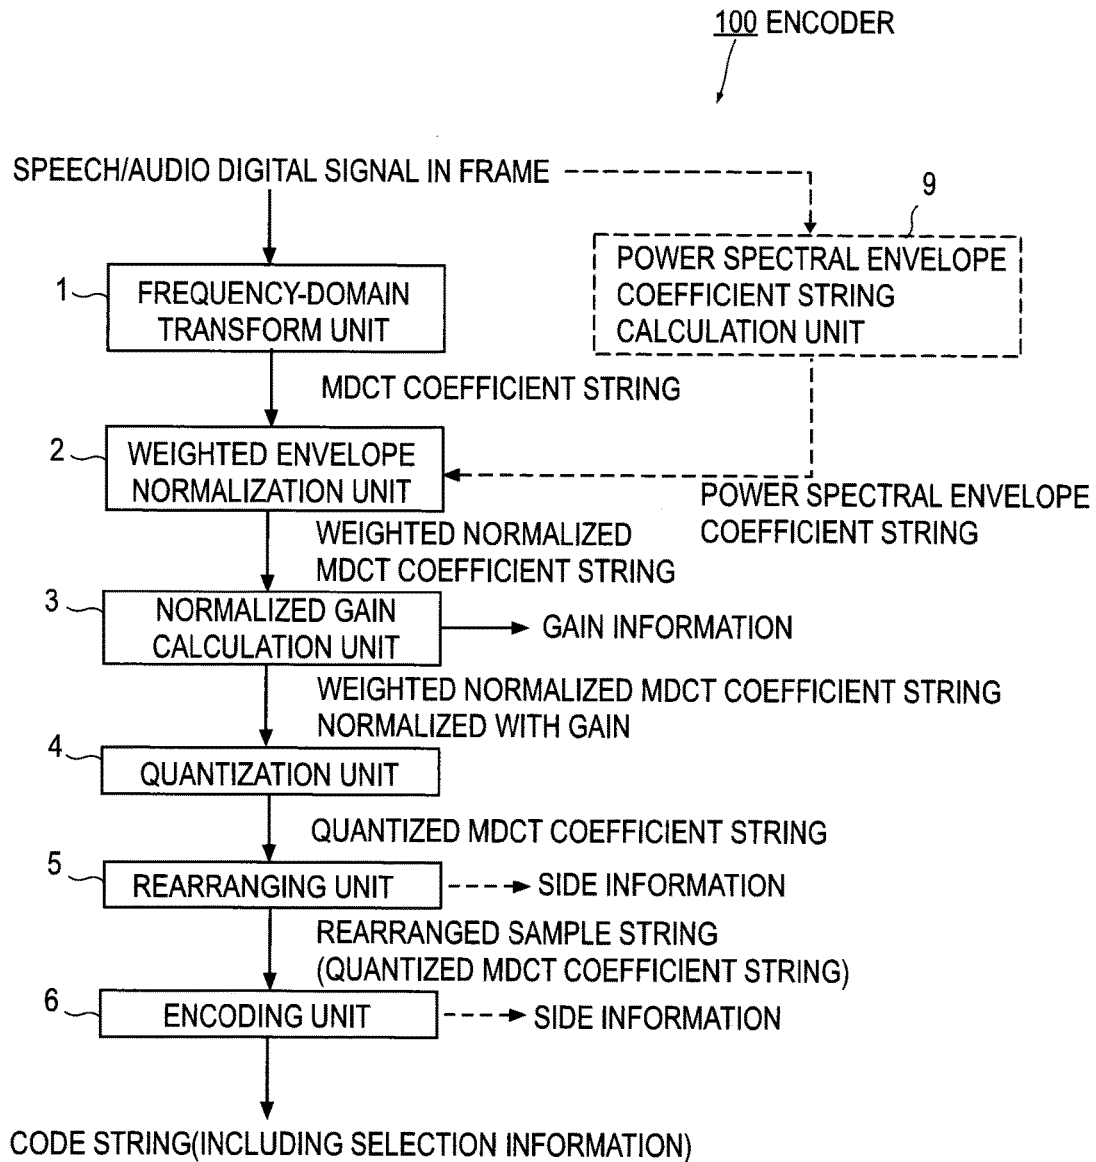 100 ENCODER
SPEECH/AUDIO DIGITAL SIGNAL IN FRAME
9
POWER SPECTRAL ENVELOPE
COEFFICIENT STRING
CALCULATION UNIT
1
FREQUENCY-DOMAIN
TRANSFORM UNIT
MDCT COEFFICIENT STRING
2
WEIGHTED ENVELOPE
NORMALIZATION UNIT
POWER SPECTRAL ENVELOPE
COEFFICIENT STRING
WEIGHTED NORMALIZED
MDCT COEFFICIENT STRING
3
NORMALIZED GAIN
CALCULATION UNIT
GAIN INFORMATION
WEIGHTED NORMALIZED MDCT COEFFICIENT STRING
NORMALIZED WITH GAIN
4
QUANTIZATION UNIT
QUANTIZED MDCT COEFFICIENT STRING
5
REARRANGING UNIT
SIDE INFORMATION
REARRANGED SAMPLE STRING
(QUANTIZED MDCT COEFFICIENT STRING)
6
ENCODING UNIT
SIDE INFORMATION
CODE STRING(INCLUDING SELECTION INFORMATION)